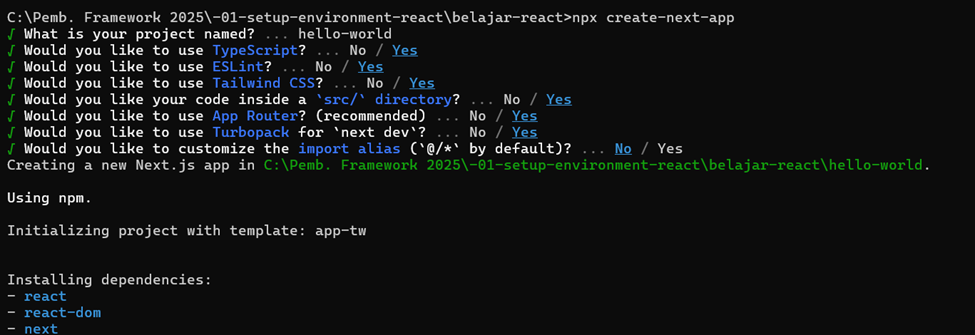 C:\Pemb. Framework 2025\-01-setup-environment-react\belajar-react>npx create-next-app
√ What is your project named? ... hello-world
√ Would you like to use TypeScript? ... No / Yes
√ Would you like to use ESLint? ... No / Yes
√ Would you like to use Tailwind CSS? ... No / Yes
√ Would you like your code inside a `src/` directory? ... No / Yes
√ Would you like to use App Router? (recommended) ... No / Yes
√ Would you like to use Turbopack for `next dev`? ... No / Yes
√ Would you like to customize the import alias (`@/*` by default)? ... No / Yes
Creating a new Next.js app in C:\Pemb. Framework 2025\-01-setup-environment-react\belajar-react\hello-world.
Using npm.
Initializing project with template: app-tw
Installing dependencies:
- react
- react-dom
- next